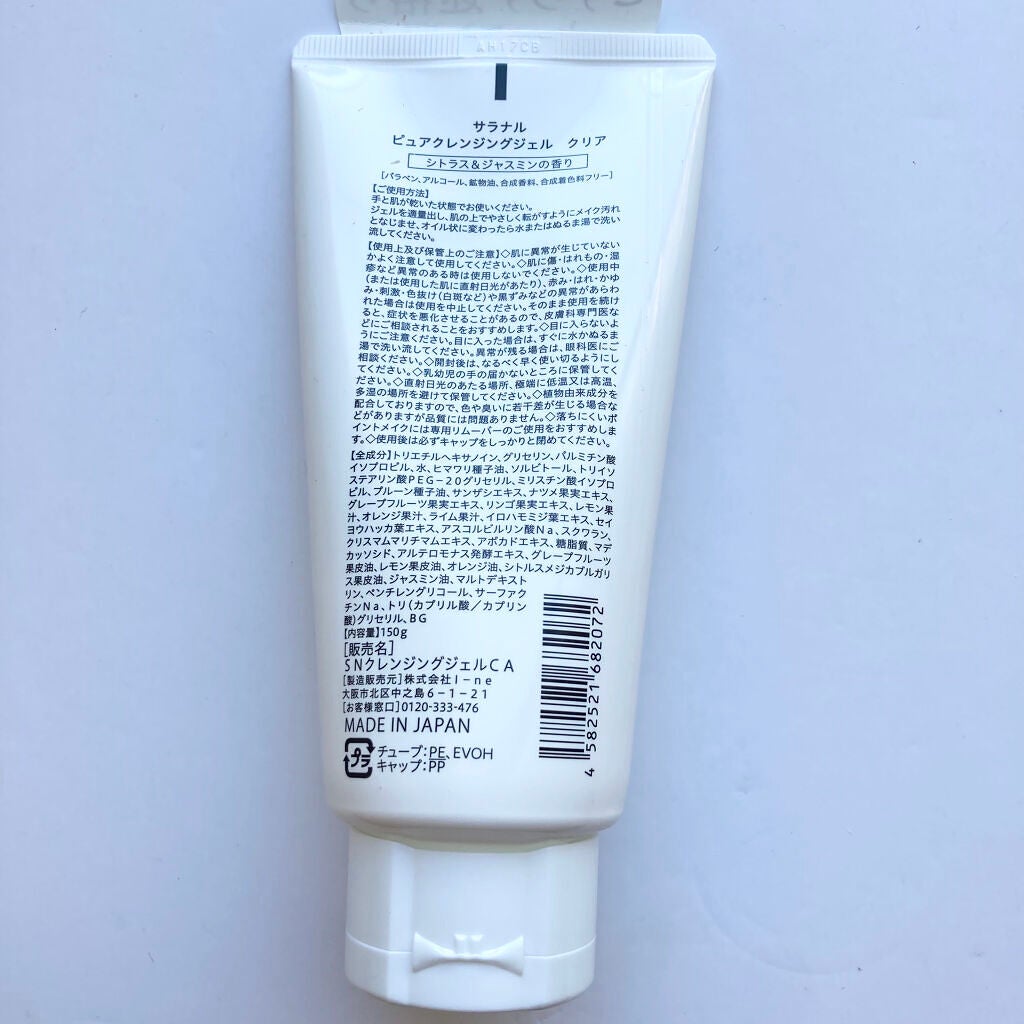 AH17CB
サラナル
ピュアクレンジングジェル クリア
シトラス&ジャスミンの香り
[パラベン、アルコール、鉱物油、合成香料、合成着色料フリー]
【ご使用方法】
手と肌が乾いた状態でお使いください。
ジェルを適量出し、肌の上でやさしく転がすようにメイク汚れ
となじませ、オイル状に変わったら水またはぬるま湯で洗い
流してください。
【使用上及び保管上のご注意】◇肌に異常が生じていない
かよく注意して使用してください。◇肌に傷・はれもの・湿
疹など異常のある時は使用しないでください。◇使用中
(または使用した肌に直射日光があたり)、赤み・はれ・かゆ
み・刺激・色抜け(白斑など)や黒ずみなどの異常があらわ
れた場合は使用を中止してください。そのまま使用を続け
ると、症状を悪化させることがあるので、皮膚科専門医な
どにご相談されることをおすすめします。◇目に入らないよ
うにご注意ください。目に入った場合は、すぐに水かぬるま
湯で洗い流してください。異常が残る場合は、眼科医にご
相談ください。◇開封後は、なるべく早く使い切るようにし
てください。◇乳幼児の手の届かないところに保管してく
ださい。◇直射日光のあたる場所、極端に低温又は高温、
多湿の場所を避けて保管してください。◇植物由来成分を
配合しておりますので、色や臭いに若干差が生じる場合な
どがありますが品質には問題ありません。◇落ちにくいポ
イントメイクには専用リムーバーのご使用をおすすめしま
す。◇使用後は必ずキャップをしっかりと閉めてください。
【全成分】トリエチルヘキサノイン、グリセリン、パルミチン酸
イソプロピル、水、ヒマワリ種子油、ソルビトール、トリイソ
ステアリン酸PEG-20グリセリル、ミリスチン酸イソプロ
ピル、プルーン種子油、サンザシエキス、ナツメ果実エキス、
グレープフルーツ果実エキス、リンゴ果実エキス、レモン果
汁、オレンジ果汁、ライム果汁、イロハモミジ葉エキス、セイ
ヨウハッカ葉エキス、アスコルビルリン酸Na、スクワラン、
クリスマムマリチマムエキス、アボカドエキス、糖脂質、マデ
カッソシド、アルテロモナス発酵エキス、グレープフルーツ
果皮油、レモン果皮油、オレンジ油、シトルスメジカブルガリ
ス果皮油、ジャスミン油、マルトデキスト
リン、ペンチレングリコール、サーファク
チンNa、トリ(カプリル酸/カプリン
酸)グリセリル、BG
【内容量】150g
[販売名]
SNクレンジングジェルCA
[製造販売元]株式会社I-ne
大阪市北区中之島6-1-21
[お客様窓口]0120-333-476
MADE IN JAPAN
プラ
チューブ:PE、EVOH
キャップ:PP
4 582521 682072